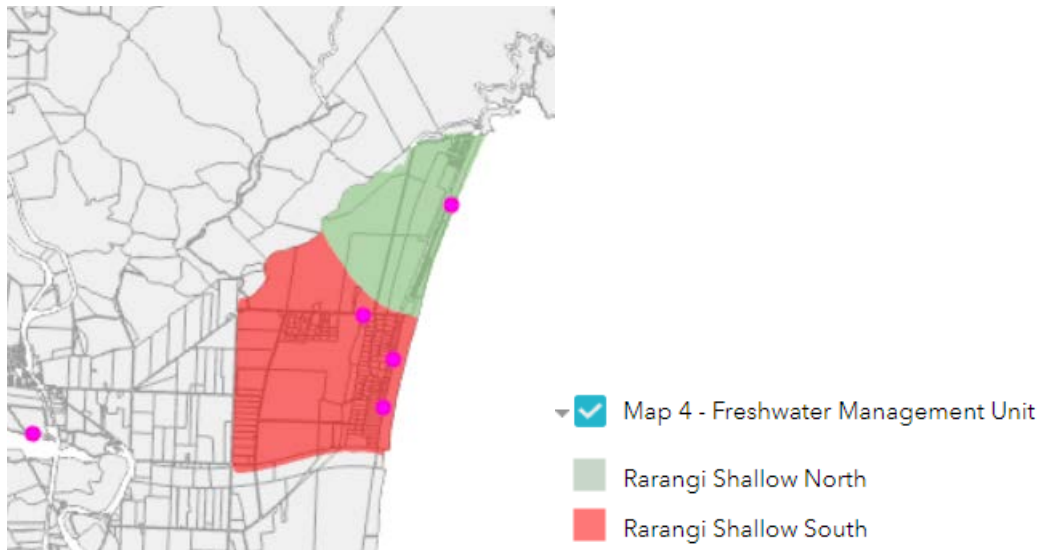 Map 4 - Freshwater Management Unit
Rarangi Shallow North
Rarangi Shallow South